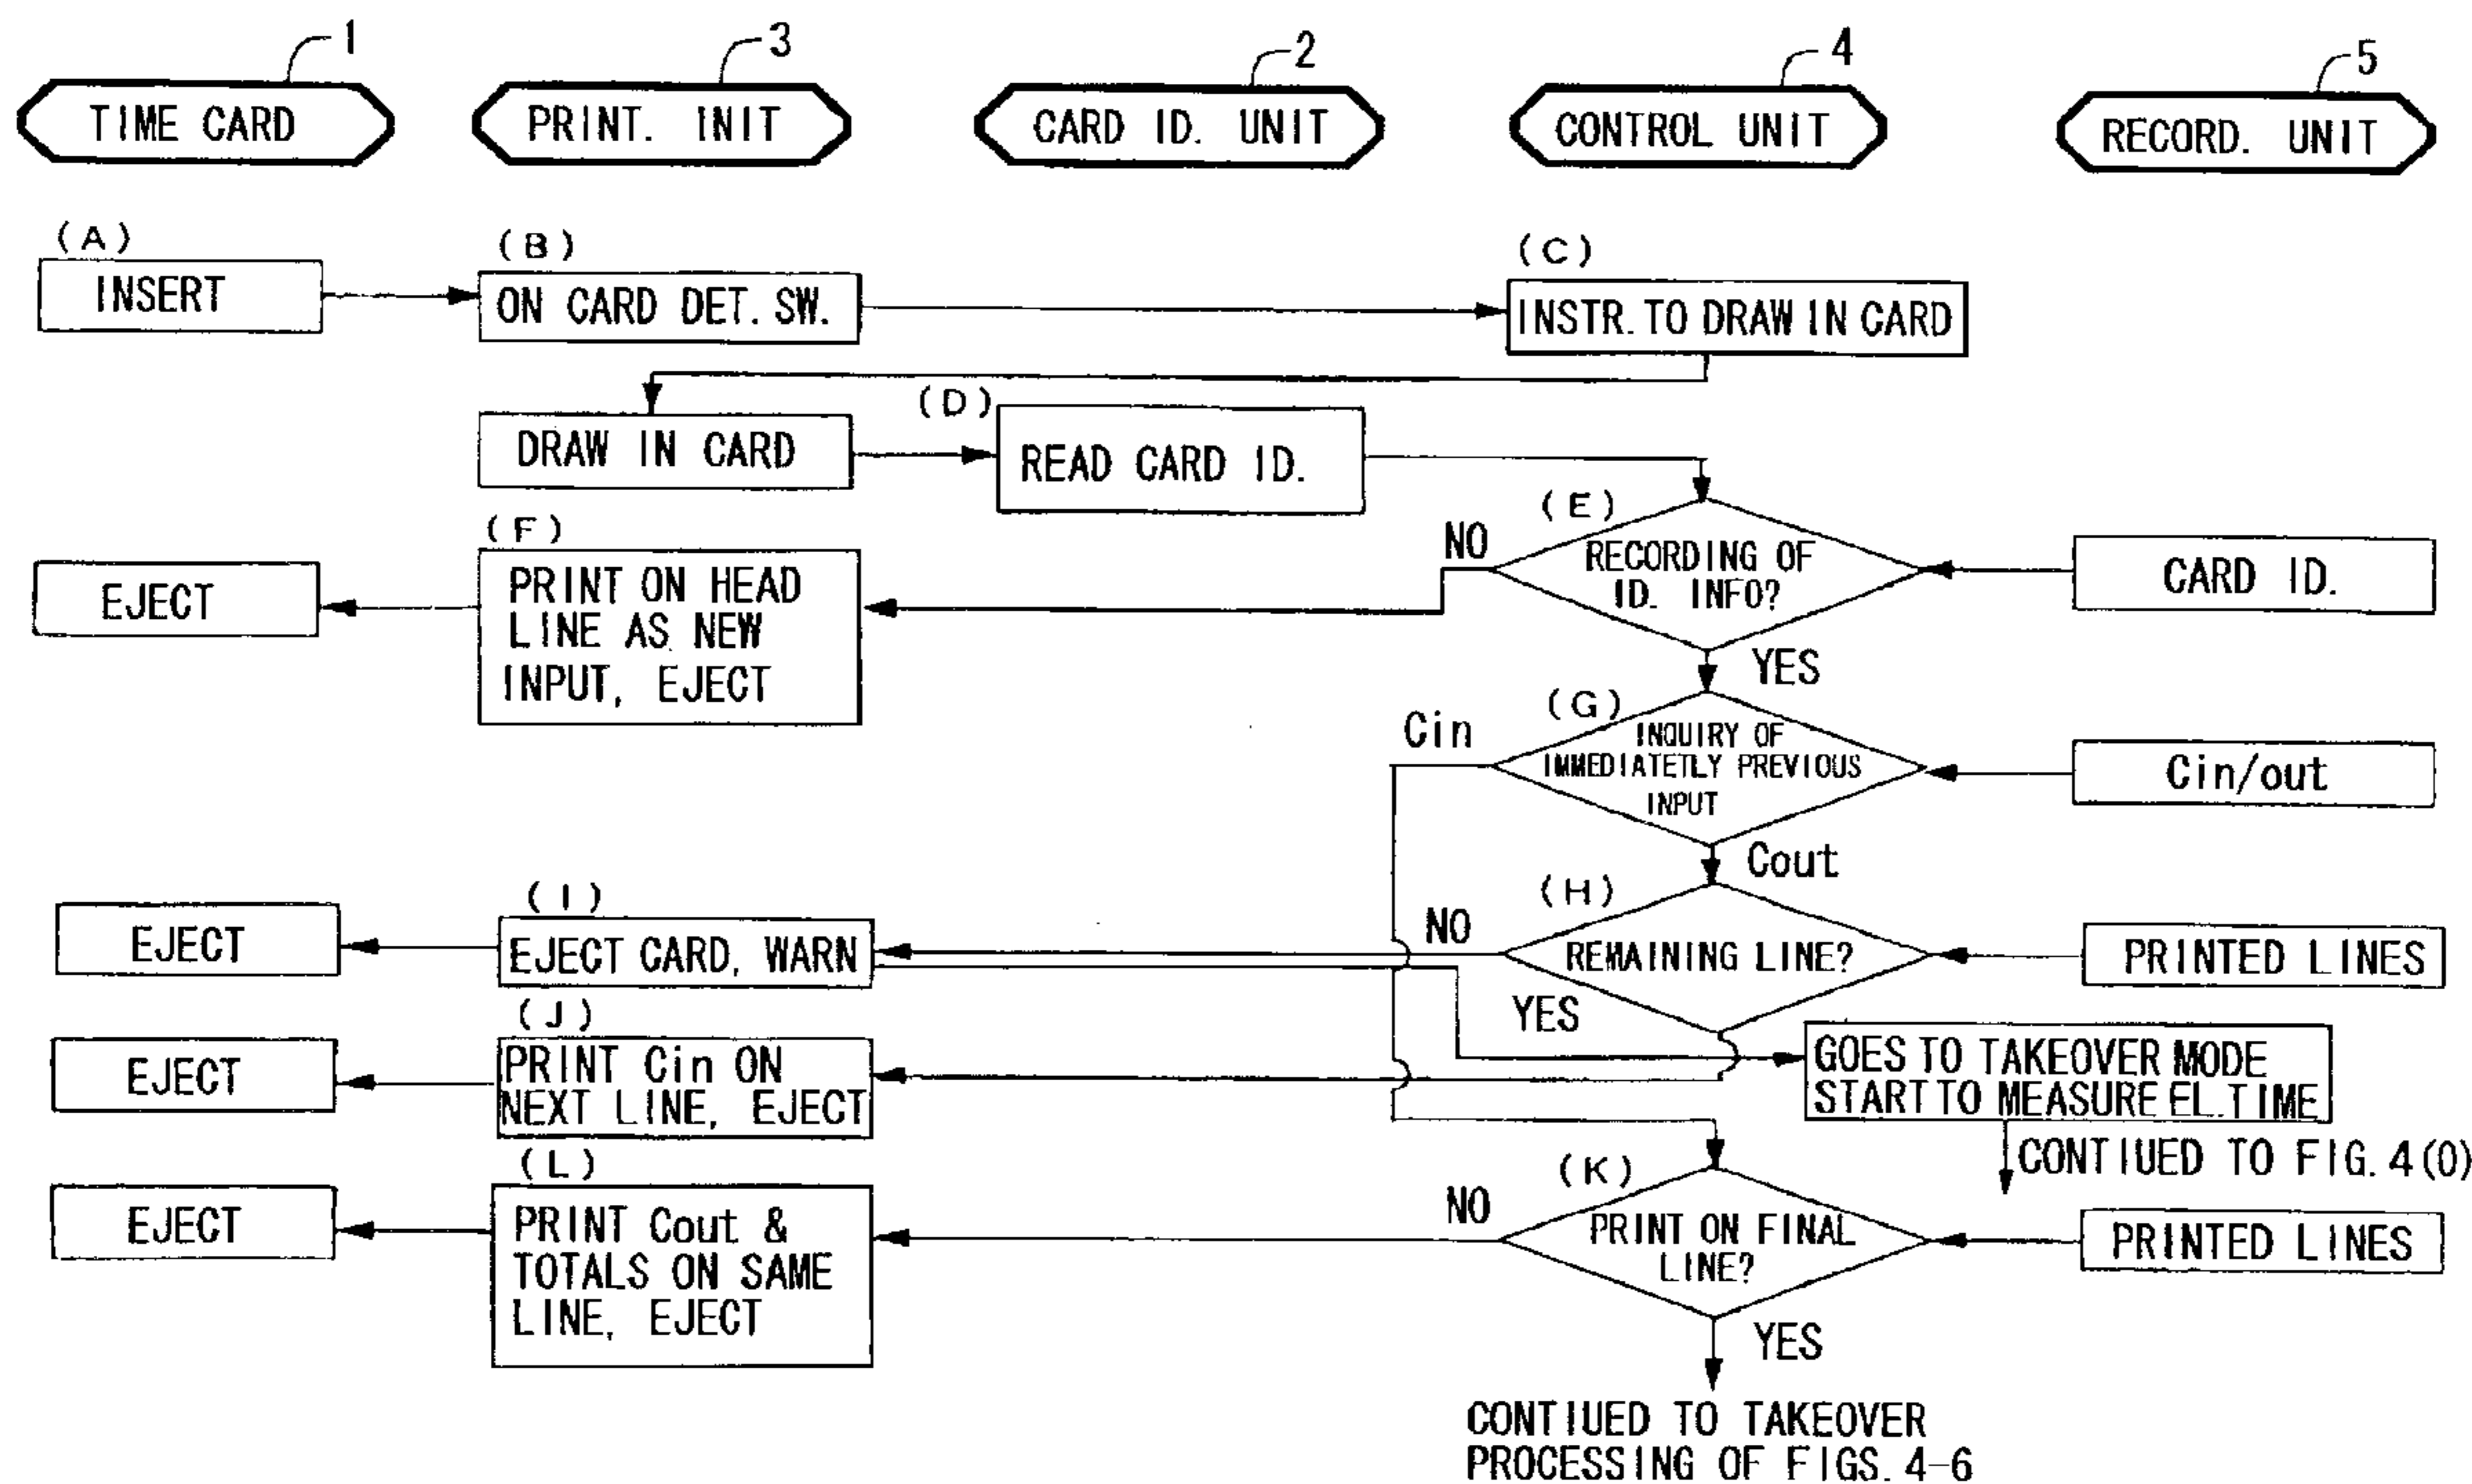 1
3
2
4
5
TIME CARD
PRINT. INIT
CARD ID. UNIT
CONTROL UNIT
RECORD. UNIT
(A)
INSERT
(B)
ON CARD DET. SW.
(C)
INSTR. TO DRAW IN CARD
DRAW IN CARD
(D)
READ CARD ID.
(E)
RECORDING OF
ID. INFO?
CARD ID.
NO
YES
(F)
PRINT ON HEAD
LINE AS NEW
INPUT, EJECT
EJECT
(G)
INQUIRY OF
IMMEDIATETLY PREVIOUS
INPUT
Cin/out
Cin
Cout
(H)
REMAINING LINE?
PRINTED LINES
NO
YES
(I)
EJECT CARD, WARN
EJECT
GOES TO TAKEOVER MODE
START TO MEASURE EL. TIME
CONTIUED TO FIG. 4(O)
(J)
PRINT Cin ON
NEXT LINE, EJECT
EJECT
(K)
PRINT ON FINAL
LINE?
PRINTED LINES
NO
YES
(L)
PRINT Cout &
TOTALS ON SAME
LINE, EJECT
EJECT
CONTIUED TO TAKEOVER
PROCESSING OF FIGS. 4-6